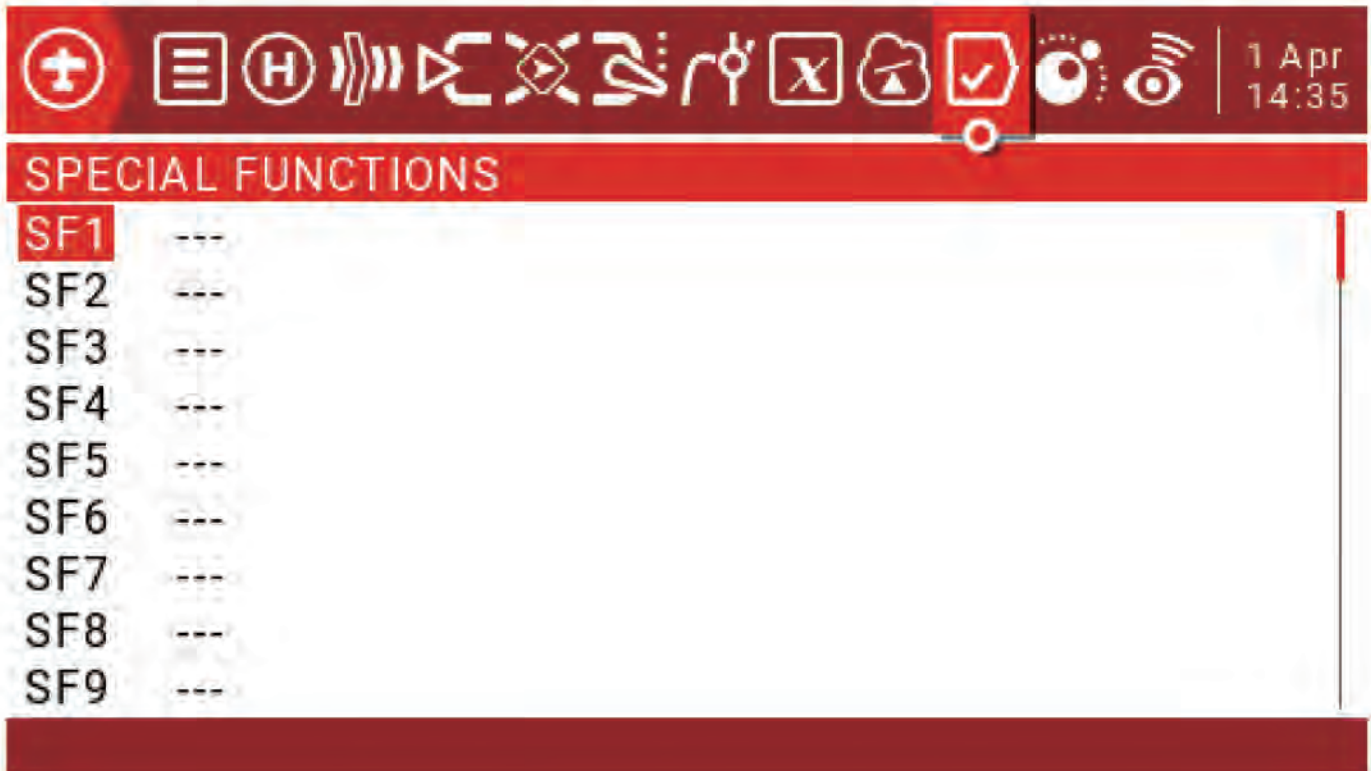 H
x
1 Apr
14:35
SPECIAL FUNCTIONS
SF1 ---
SF2 ---
SF3 ---
SF4 ---
SF5 ---
SF6 ---
SF7 ---
SF8 ---
SF9 ---